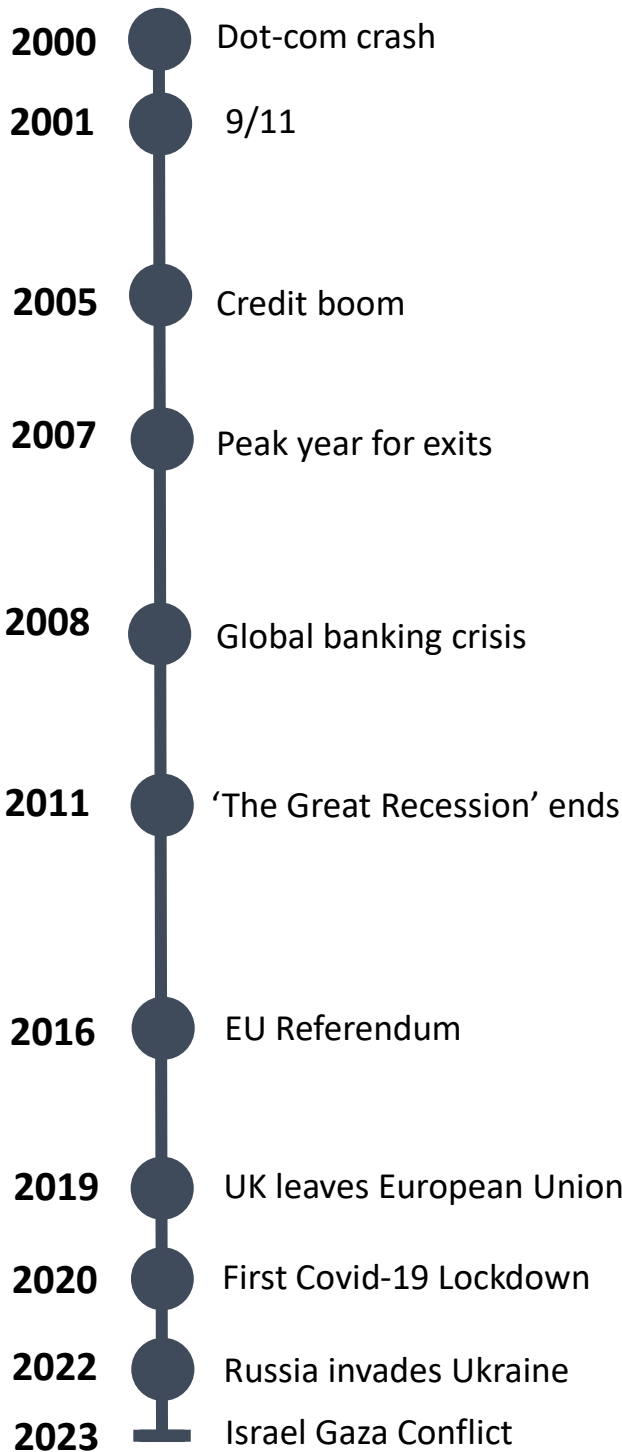 2000 Dot-com crash
2001 9/11
2005 Credit boom
2007 Peak year for exits
2008 Global banking crisis
2011 ‘The Great Recession’ ends
2016 EU Referendum
2019 UK leaves European Union
2020 First Covid-19 Lockdown
2022 Russia invades Ukraine
2023 Israel Gaza Conflict